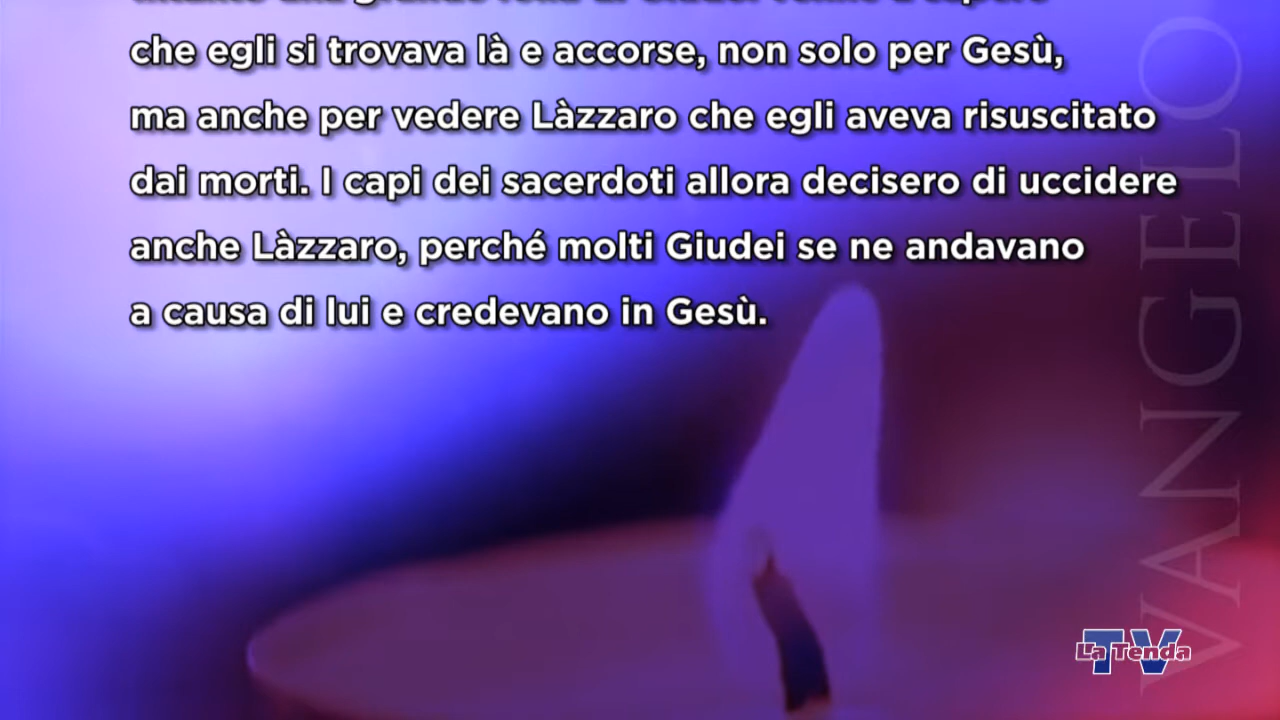 che egli si trovava là e accorse, non solo per Gesù,
ma anche per vedere Làzzaro che egli aveva risuscitato
dai morti. I capi dei sacerdoti allora decisero di uccidere
anche Làzzaro, perché molti Giudei se ne andavano
a causa di lui e credevano in Gesù.
VANGELO
TV
La Tenda